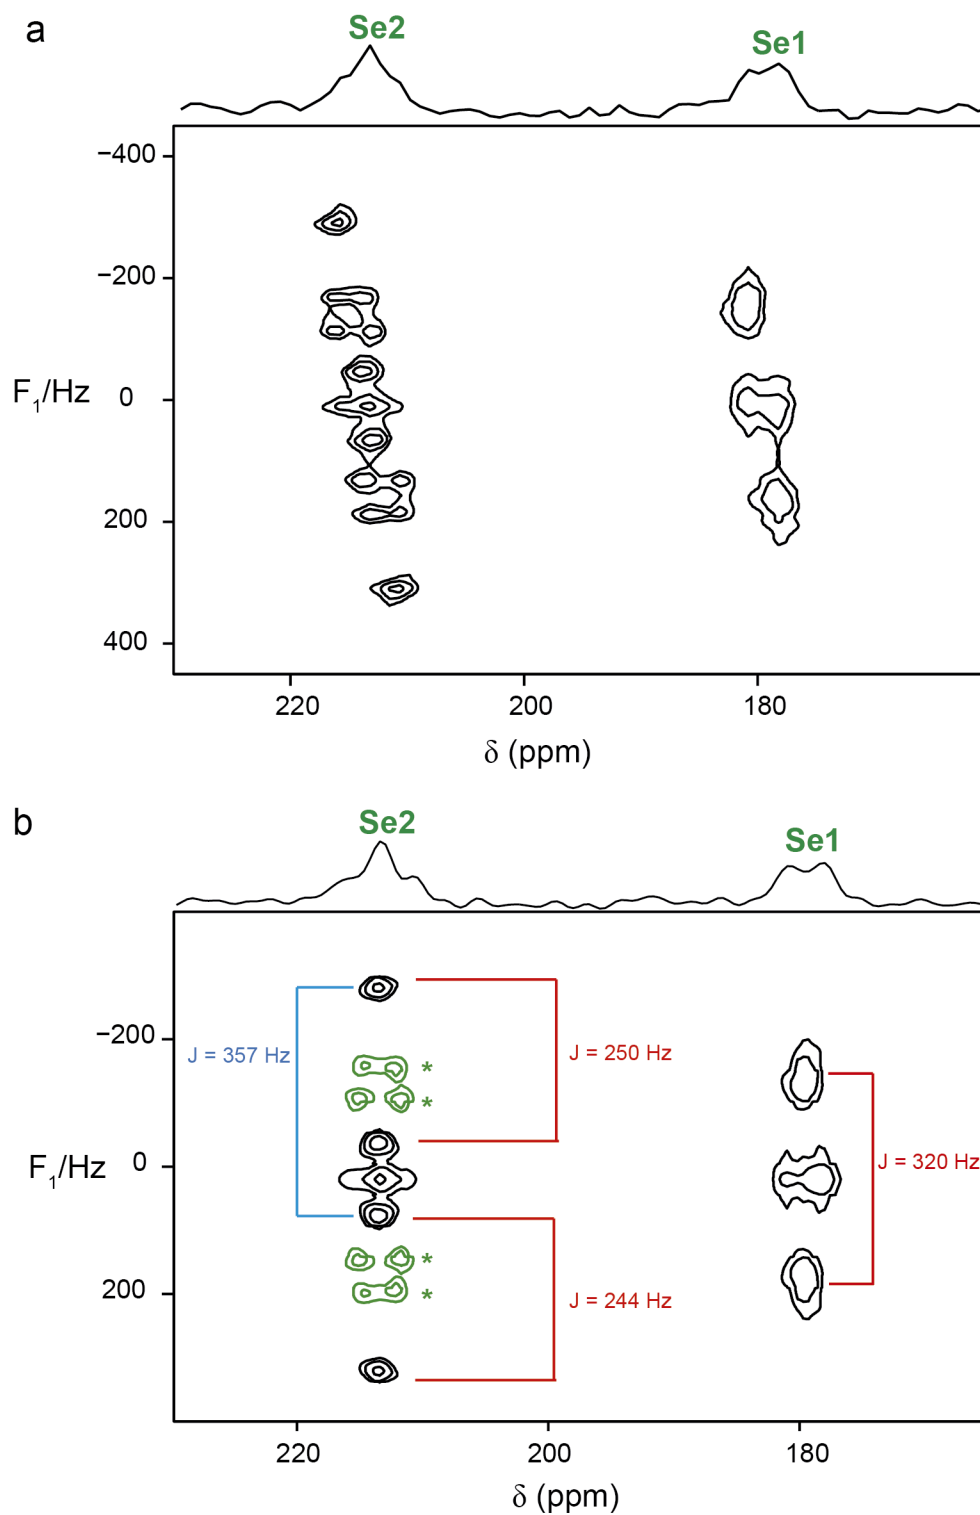 a
Se2
Se1
−400
−200
F1/Hz
0
200
400
220
200
180
δ (ppm)
b
Se2
Se1
−200
J = 357 Hz
J = 250 Hz
*
*
F1/Hz
0
J = 320 Hz
*
*
200
J = 244 Hz
220
200
180
δ (ppm)